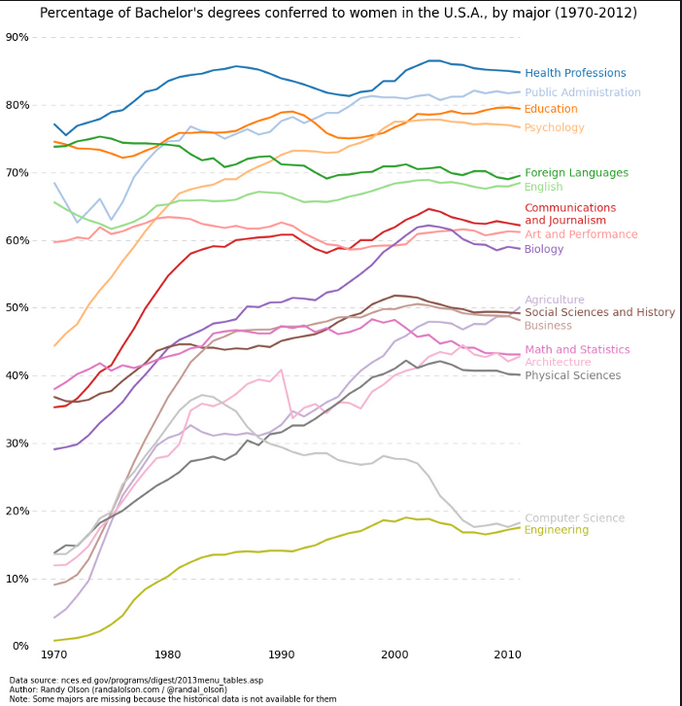 Percentage of Bachelor's degrees conferred to women in the U.S.A., by major (1970-2012)
90%
80%
70%
60%
50%
40%
30%
20%
10%
0%
Health Professions
Public Administration
Education
Psychology
Foreign Languages
English
Communications
and Journalism
Art and Performance
Biology
Agriculture
Social Sciences and History
Business
Math and Statistics
Architecture
Physical Sciences
Computer Science
Engineering
1970
1980
1990
2000
2010
Data source: nces.ed.gov/programs/digest/2013menu_tables.asp
Author: Randy Olson (randalolson.com / @randal_olson)
Note: Some majors are missing because the historical data is not available for them